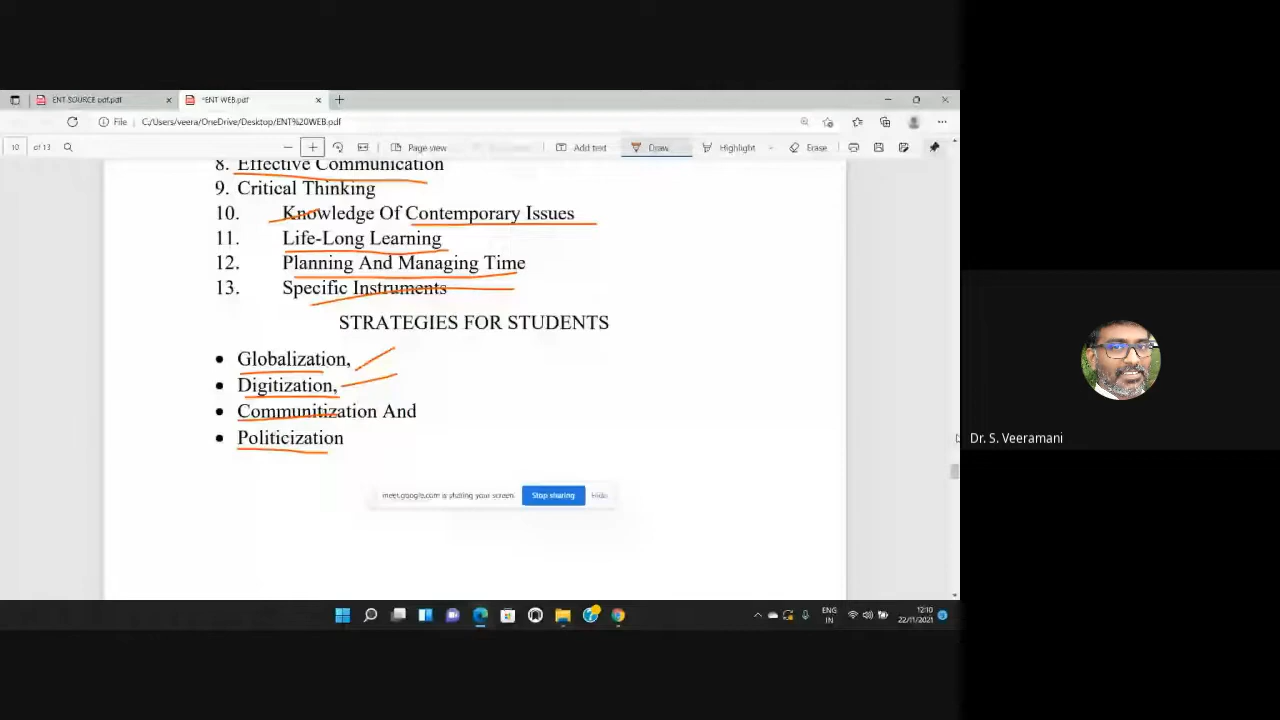 ENT SOURCE pdf.pdf
*ENT WEB.pdf
File C:/Users/veera/OneDrive/Desktop/ENT%20WEB.pdf
10 of 13 Page view Add text Draw Highlight Erase
8. Effective Communication
9. Critical Thinking
10. Knowledge Of Contemporary Issues
11. Life-Long Learning
12. Planning And Managing Time
13. Specific Instruments
STRATEGIES FOR STUDENTS
• Globalization,
• Digitization,
• Communitization And
• Politicization
meet.google.com is sharing your screen. Stop sharing Hide
Dr. S. Veeramani
ENG
IN
12:10
22/11/2021